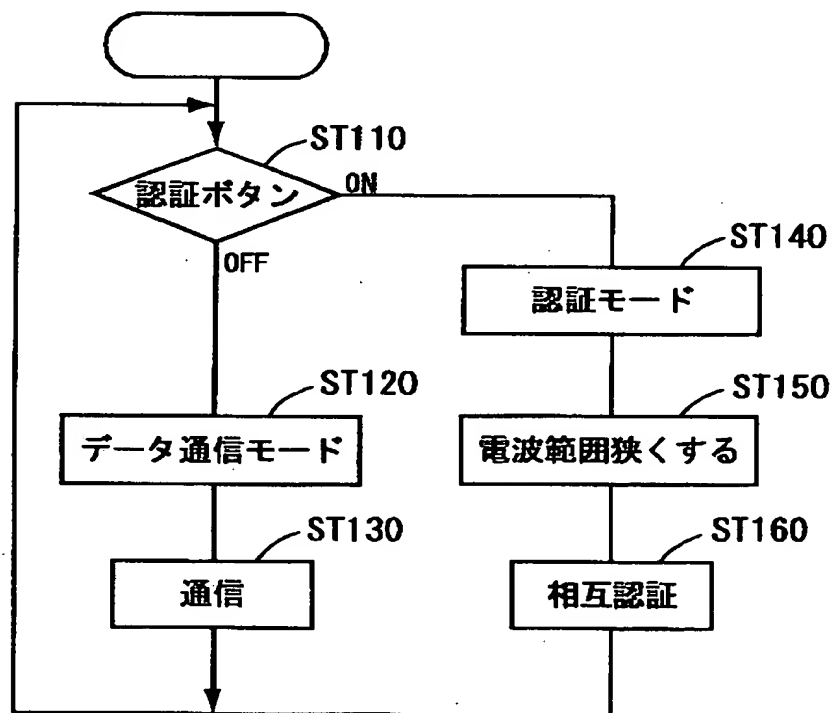 ST110
認証ボタン
ON
OFF
ST140
認証モード
ST120
データ通信モード
ST150
電波範囲狭くする
ST130
通信
ST160
相互認証